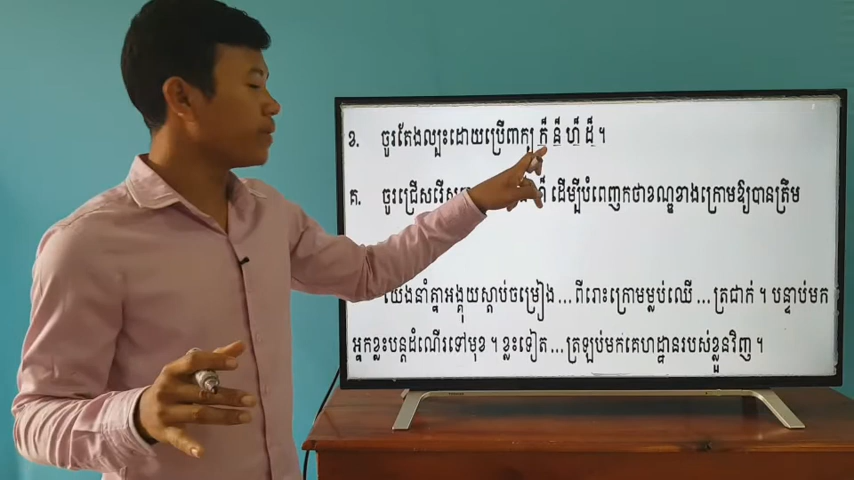 ខ. ចូរតែងល្បះដោយប្រើពាក្យ ក៏ នឹ ហ៏ ដ៏ ។
គ. ចូរជ្រើសរើស ដើម្បីបំពេញកថាខណ្ឌខាងក្រោមឱ្យបានត្រឹម
យើងនាំគ្នាអង្គុយស្ដាប់ចម្រៀង...ពីរោះក្រោមម្លប់ឈើ...ត្រជាក់។ បន្ទាប់មក
អ្នកខ្លះបន្តដំណើរទៅមុខ។ ខ្លះទៀត...ត្រឡប់មកគេហដ្ឋានរបស់ខ្លួនវិញ។